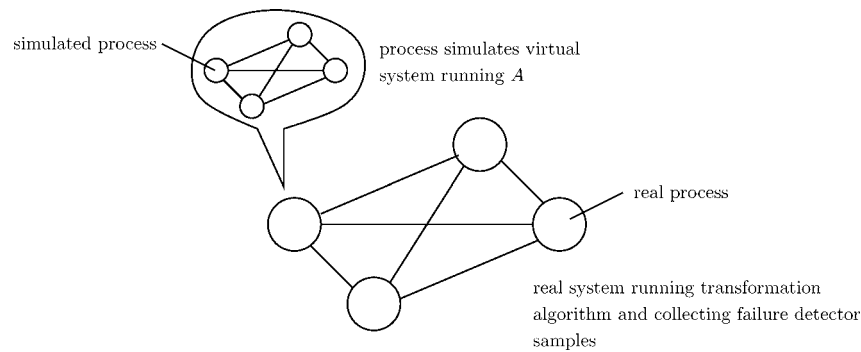 simulated process
process simulates virtual
system running A
real process
real system running transformation
algorithm and collecting failure detector
samples